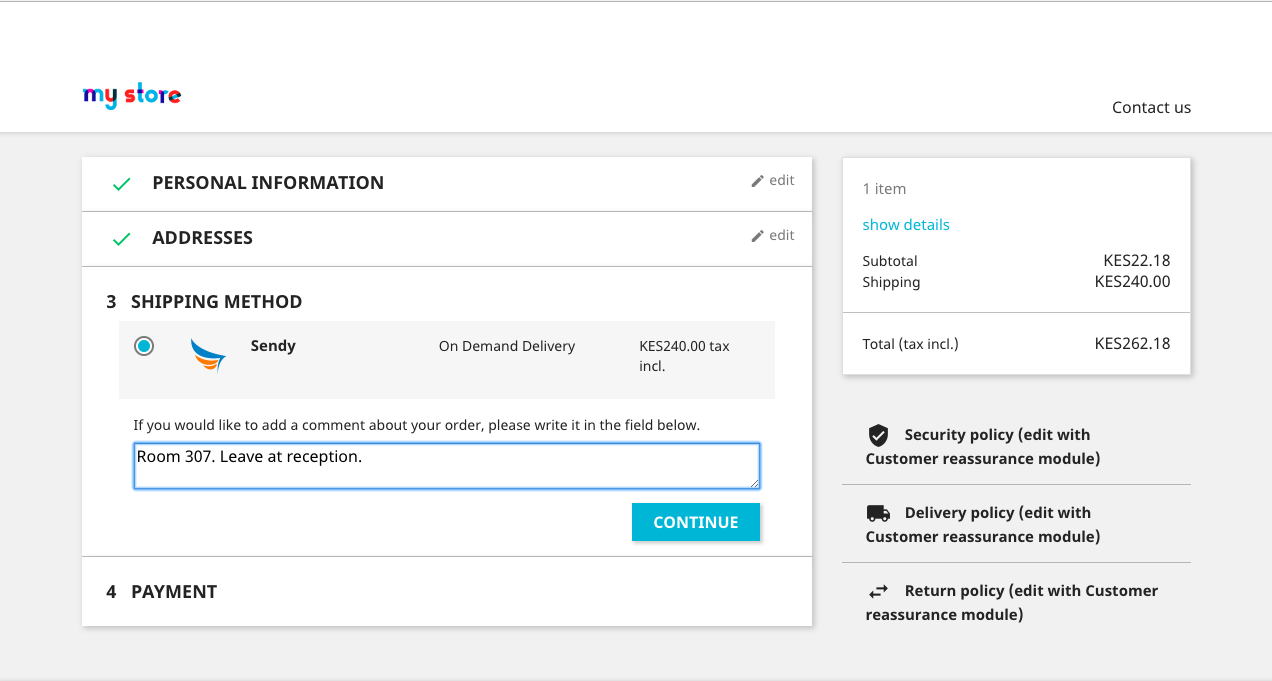 my store
Contact us
PERSONAL INFORMATION
edit
ADDRESSES
edit
3 SHIPPING METHOD
Sendy
On Demand Delivery
KES240.00 tax
incl.
If you would like to add a comment about your order, please write it in the field below.
Room 307. Leave at reception.
CONTINUE
4 PAYMENT
1 item
show details
Subtotal KES22.18
Shipping KES240.00
Total (tax incl.) KES262.18
Security policy (edit with
Customer reassurance module)
Delivery policy (edit with
Customer reassurance module)
Return policy (edit with Customer
reassurance module)